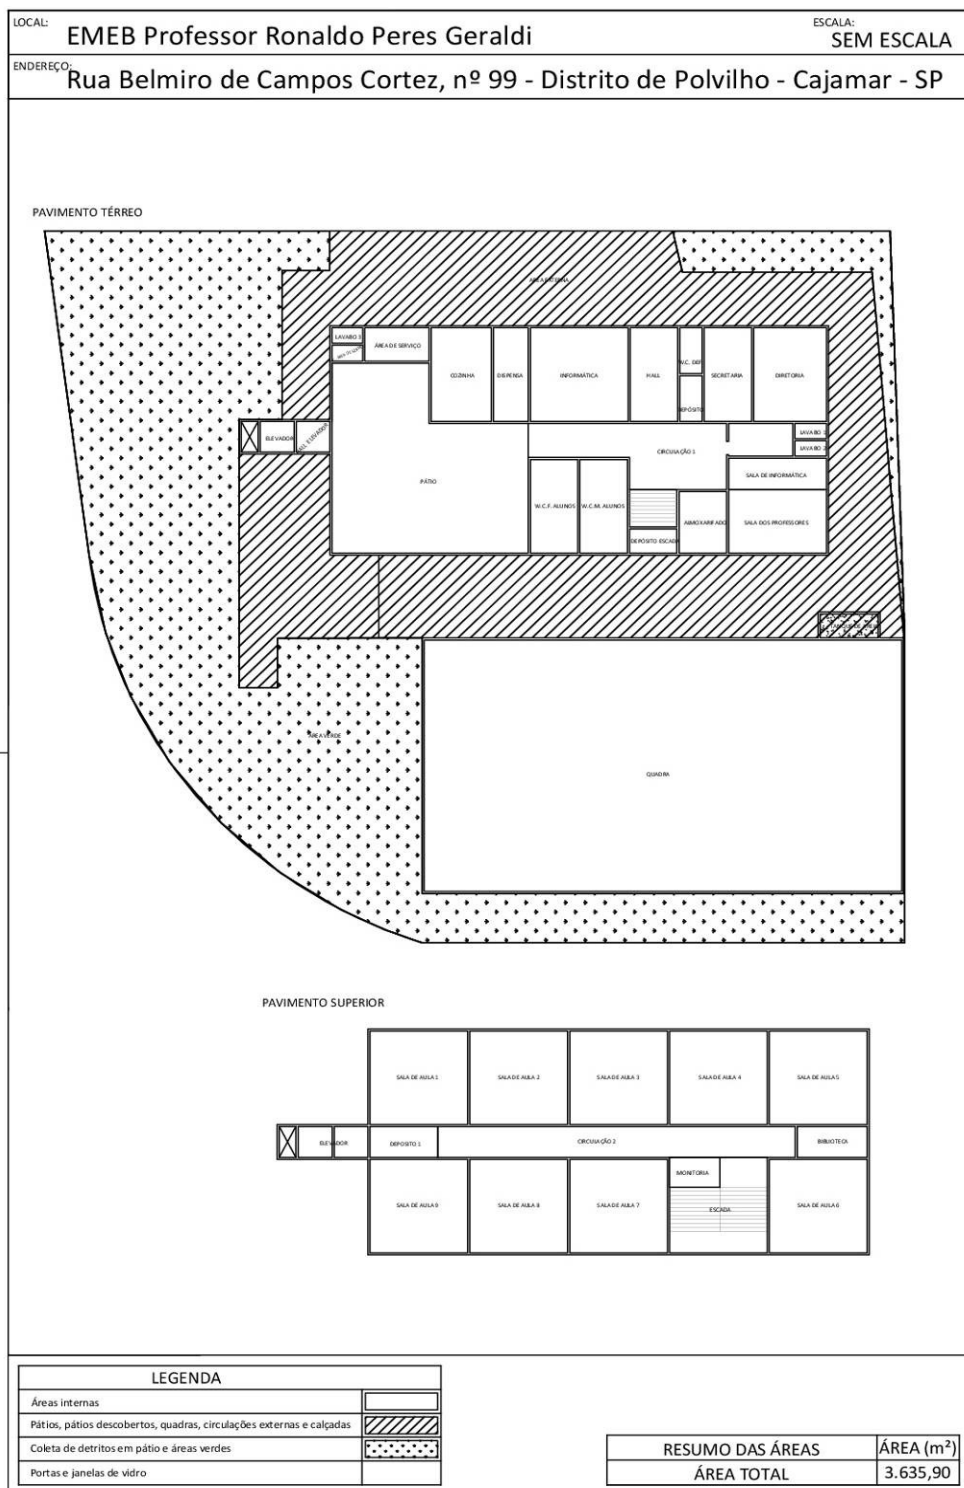 LOCAL:
EMEB Professor Ronaldo Peres Geraldi
ESCALA:
SEM ESCALA
ENDEREÇO:
Rua Belmiro de Campos Cortez, nº 99 - Distrito de Polvilho - Cajamar - SP
PAVIMENTO TÉRREO
ÁREA EXTERNA
LAVABO 3
ÁREA DE SERVIÇO
COZINHA
DISPENSA
INFORMÁTICA
HALL
W.C. DEF.
SECRETARIA
DIRETORIA
DEPÓSITO
ELEVADOR
HALL ELEVADOR
LAVABO 1
LAVABO 2
CIRCULAÇÃO 1
PÁTIO
SALA DE INFORMÁTICA
W.C.F. ALUNOS
W.C.M. ALUNOS
ALMOXARIFADO
SALA DOS PROFESSORES
DEPÓSITO ESCADA
ÁREA VERDE
QUADRA
PAVIMENTO SUPERIOR
SALA DE AULA 1
SALA DE AULA 2
SALA DE AULA 3
SALA DE AULA 4
SALA DE AULA 5
ELEVADOR
DEPOSITO 1
CIRCULAÇÃO 2
BIBLIOTECA
MONITORIA
SALA DE AULA 9
SALA DE AULA 8
SALA DE AULA 7
ESCADA
SALA DE AULA 6
LEGENDA
Áreas internas
Pátios, pátios descobertos, quadras, circulações externas e calçadas
Coleta de detritos em pátio e áreas verdes
Portas e janelas de vidro
RESUMO DAS ÁREAS
ÁREA (m²)
ÁREA TOTAL
3.635,90